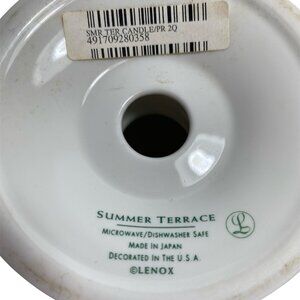 SMR TER CANDLE/PR 2Q
491709280358
SUMMER TERRACE
MICROWAVE/DISHWASHER SAFE
MADE IN JAPAN
DECORATED IN THE U.S.A.
©LENOX
L